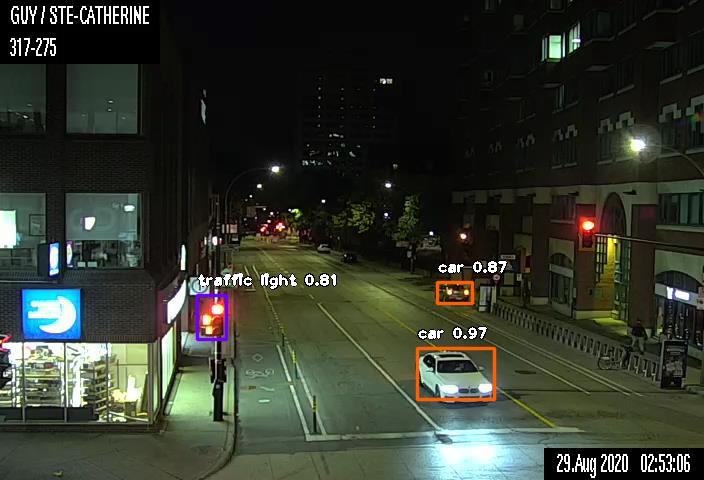 GUY / STE-CATHERINE
317-275
car 0.87
traffic light 0.81
car 0.97
29.Aug 2020 02:53:06